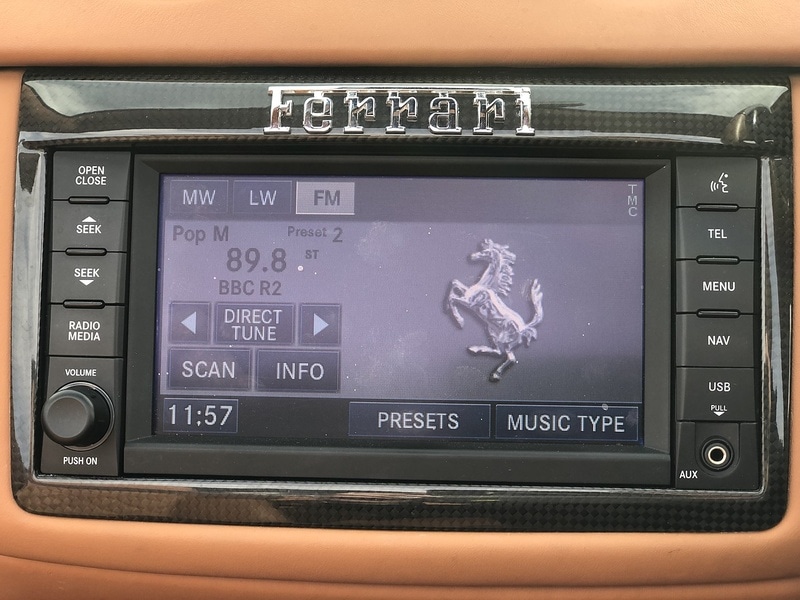 Ferrari
OPEN
CLOSE
SEEK
SEEK
RADIO
MEDIA
VOLUME
PUSH ON
MW LW FM
TMC
Pop M Preset 2
89.8 ST
BBC R2
DIRECT
TUNE
SCAN INFO
11:57 PRESETS MUSIC TYPE
TEL
MENU
NAV
USB
PULL
AUX